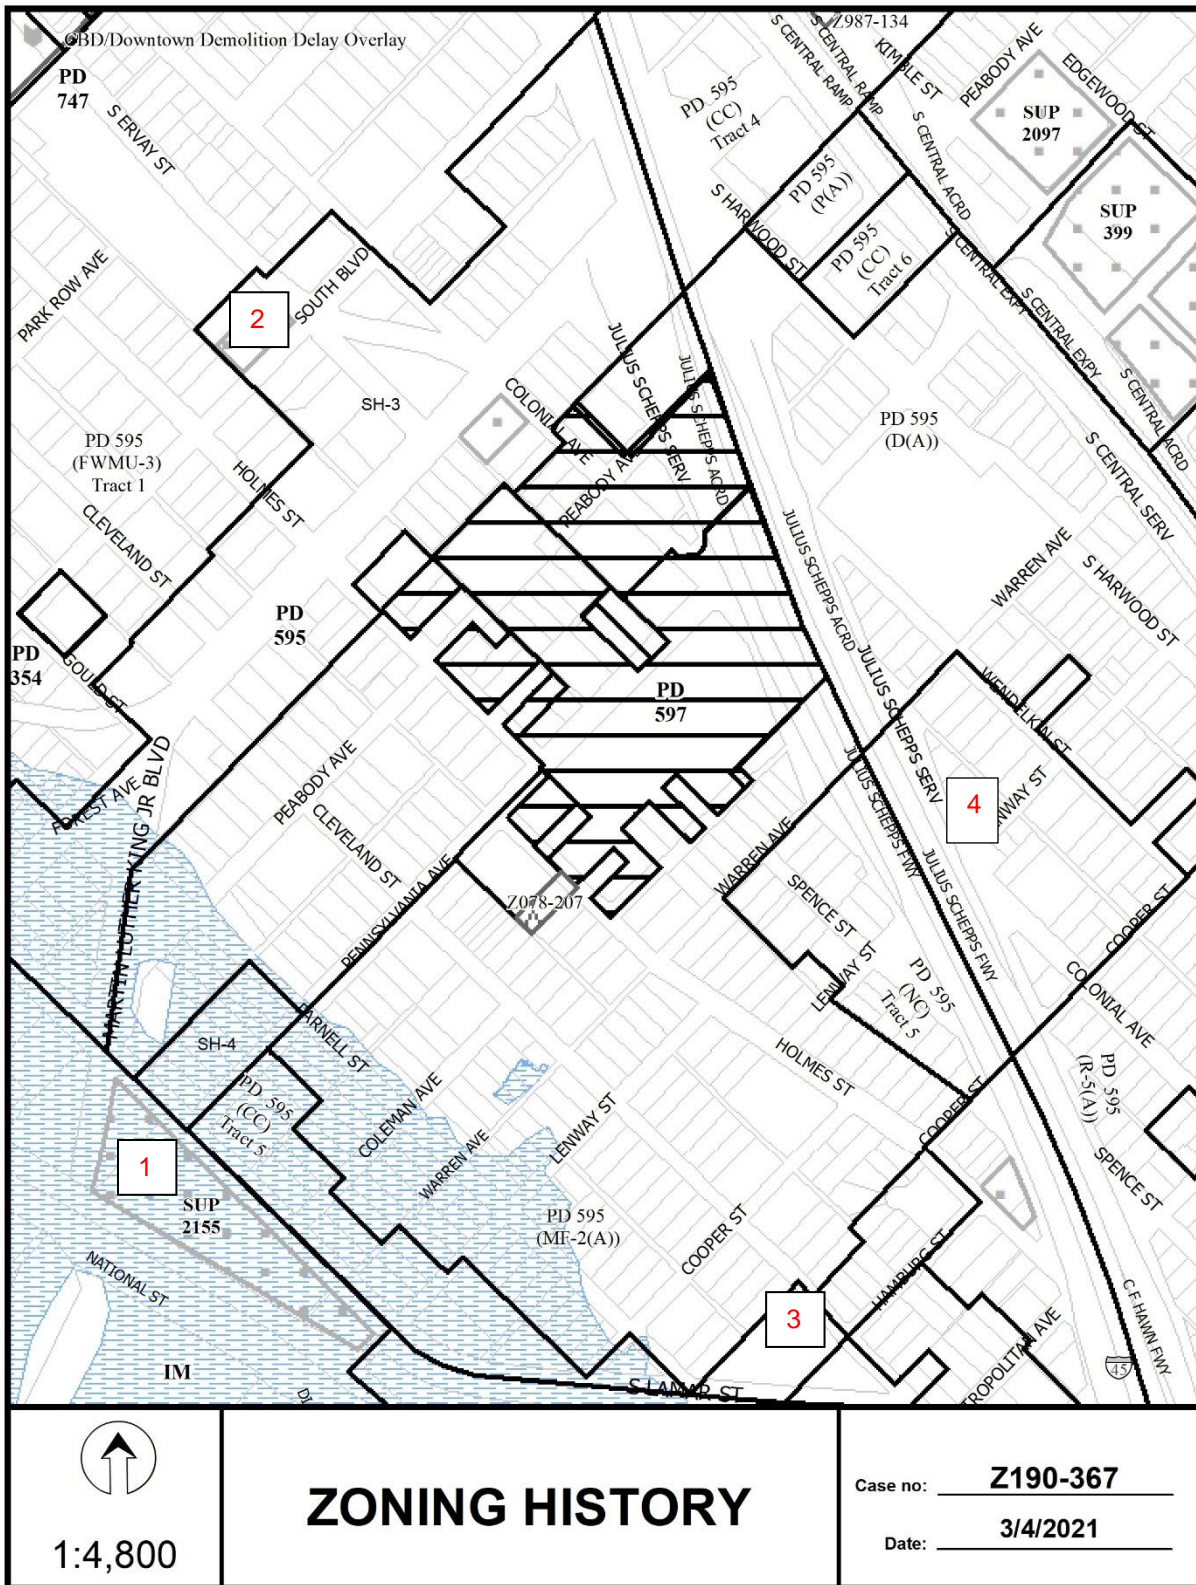 CBD/Downtown Demolition Delay Overlay
PD
747
S ERVAY ST
PARK ROW AVE
2
SOUTH BLVD
SH-3
PD 595
(FWMU-3)
Tract 1
HOLMES ST
CLEVELAND ST
PD
354
GOULD ST
PD
595
FOREST AVE
MARTIN LUTHER KING JR BLVD
Z987-134
S CENTRAL RAMP
S CENTRAL RAMP
KIMBLE ST
PEABODY AVE
EDGEWOOD ST
SUP
2097
SUP
399
PD 595
(CC)
Tract 4
PD 595
(P(A))
S HARWOOD ST
PD 595
(CC)
Tract 6
S CENTRAL ACRD
S CENTRAL EXPY
S CENTRAL EXPY
S CENTRAL ACRD
S CENTRAL SERV
PD 595
(D(A))
JULIUS SCHEPPS SERV
JULIUS SCHEPPS ACRD
COLONIAL AVE
PEABODY AVE
JULIUS SCHEPPS ACRD
WARREN AVE
S HARWOOD ST
PD
597
JULIUS SCHEPPS SERV
WENDELKIN ST
JULIUS SCHEPPS FWY
4
NWAY ST
PEABODY AVE
CLEVELAND ST
PENNSYLVANIA AVE
Z078-207
WARREN AVE
SPENCE ST
LENWAY ST
JULIUS SCHEPPS FWY
COOPER ST
COLONIAL AVE
PD 595
(NC)
Tract 5
SH-4
PARNELL ST
PD 595
(CC)
Tract 5
COLEMAN AVE
WARREN AVE
LENWAY ST
HOLMES ST
COOPER ST
PD 595
(R-5(A))
SPENCE ST
1
SUP
2155
NATIONAL ST
IM
PD 595
(MF-2(A))
COOPER ST
3
HAMBURG ST
TROPOLITAN AVE
C F HAWN FWY
45
S LAMAR ST
1:4,800
ZONING HISTORY
Case no: Z190-367
Date: 3/4/2021